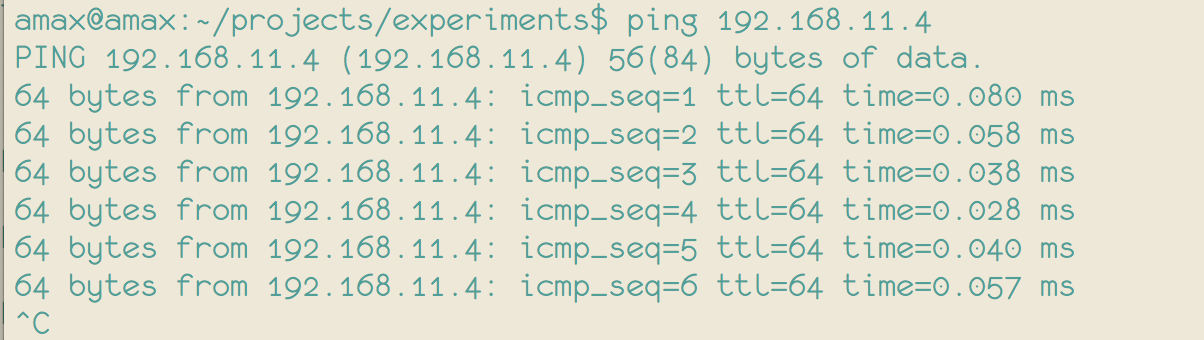 amax@amax:~/projects/experiments$ ping 192.168.11.4
PING 192.168.11.4 (192.168.11.4) 56(84) bytes of data.
64 bytes from 192.168.11.4: icmp_seq=1 ttl=64 time=0.080 ms
64 bytes from 192.168.11.4: icmp_seq=2 ttl=64 time=0.058 ms
64 bytes from 192.168.11.4: icmp_seq=3 ttl=64 time=0.038 ms
64 bytes from 192.168.11.4: icmp_seq=4 ttl=64 time=0.028 ms
64 bytes from 192.168.11.4: icmp_seq=5 ttl=64 time=0.040 ms
64 bytes from 192.168.11.4: icmp_seq=6 ttl=64 time=0.057 ms
^C